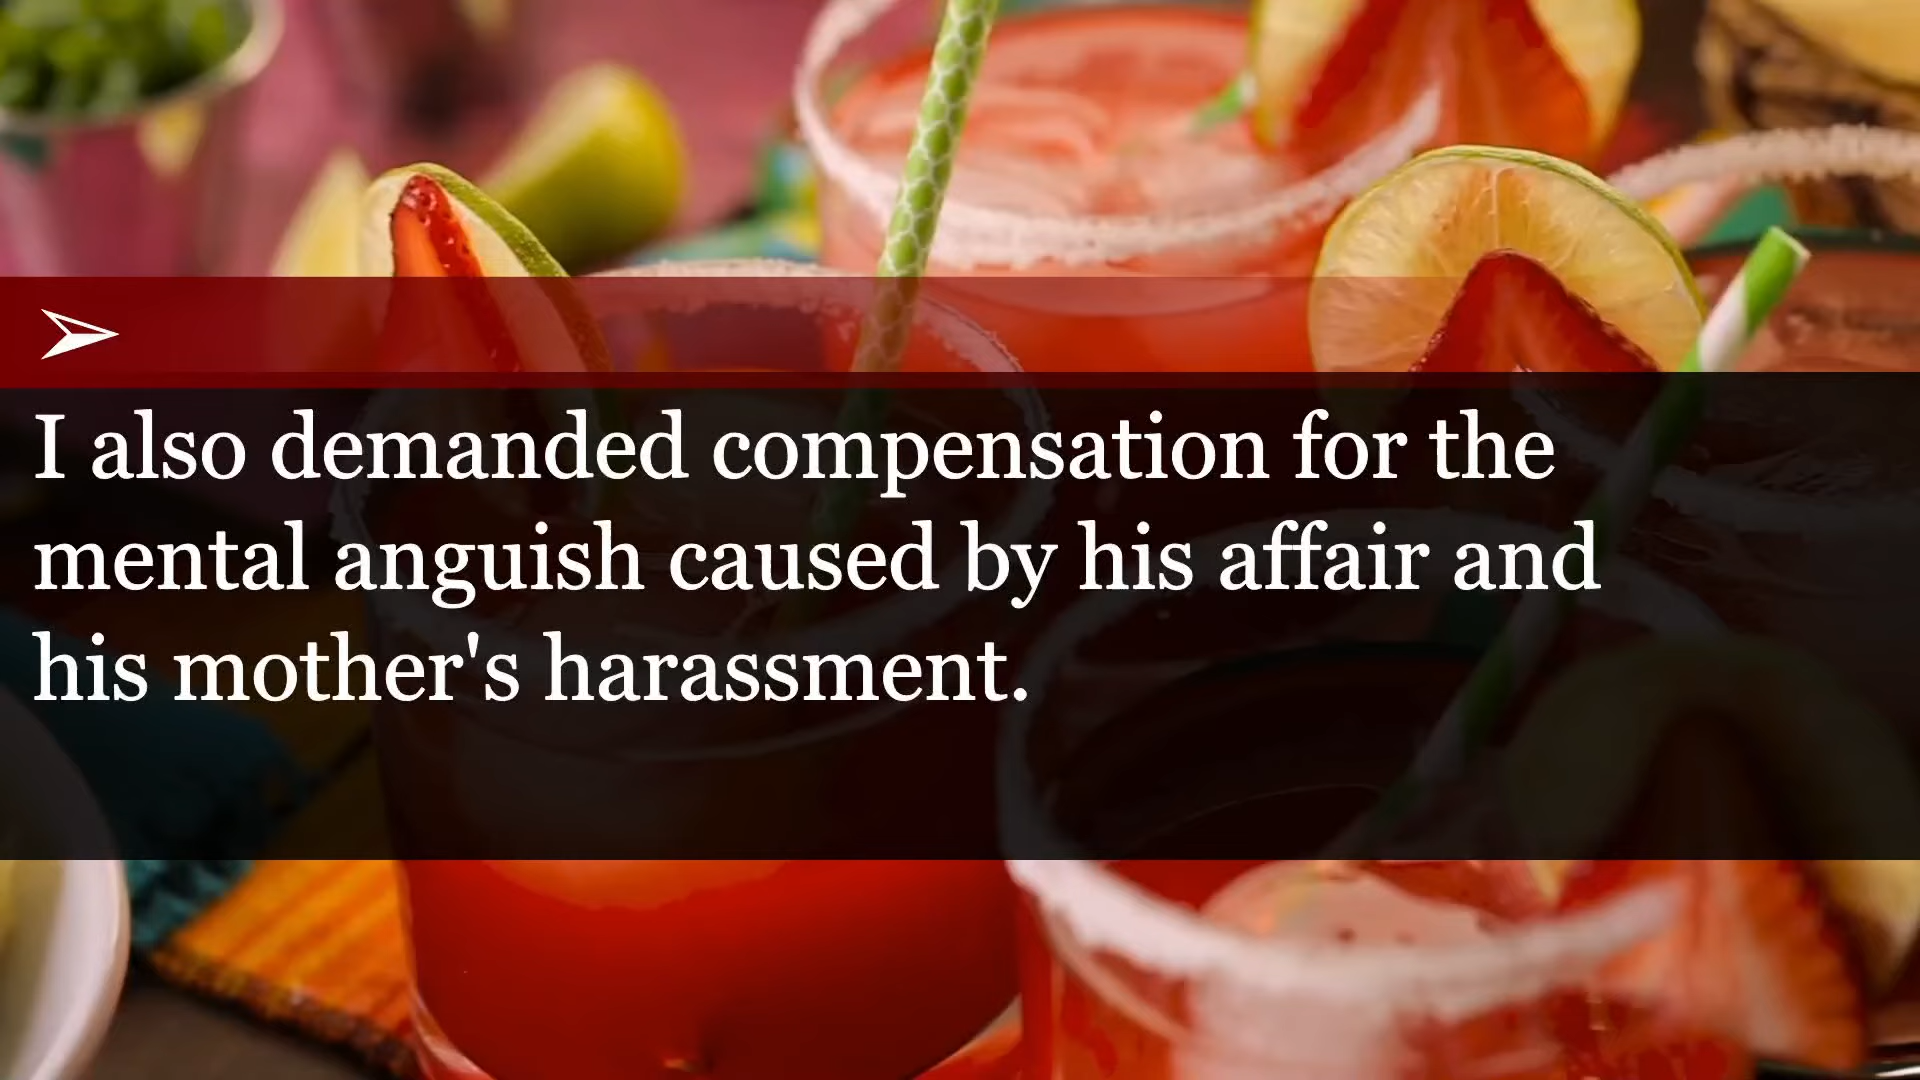 I also demanded compensation for the
mental anguish caused by his affair and
his mother's harassment.